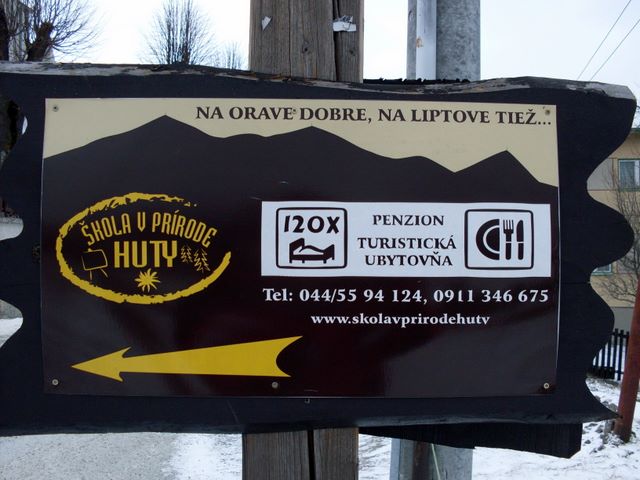 NA ORAVE DOBRE, NA LIPTOVE TIEŽ...
ŠKOLA V PRÍRODE
HUTY
120X
PENZION
TURISTICKÁ
UBYTOVŇA
Tel: 044/55 94 124, 0911 346 675
www.skolavprirodehuty